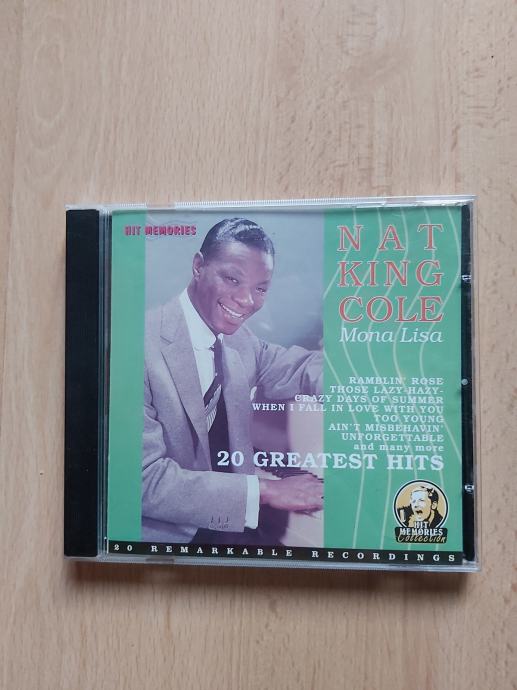 HIT MEMORIES
NAT
KING
COLE
Mona Lisa
RAMBLIN' ROSE
THOSE LAZY-HAZY-
CRAZY DAYS OF SUMMER
WHEN I FALL IN LOVE WITH YOU
TOO YOUNG
AIN'T MISBEHAVIN'
UNFORGETTABLE
and many more
20 GREATEST HITS
HIT
MEMORIES
Collection
20 REMARKABLE RECORDINGS